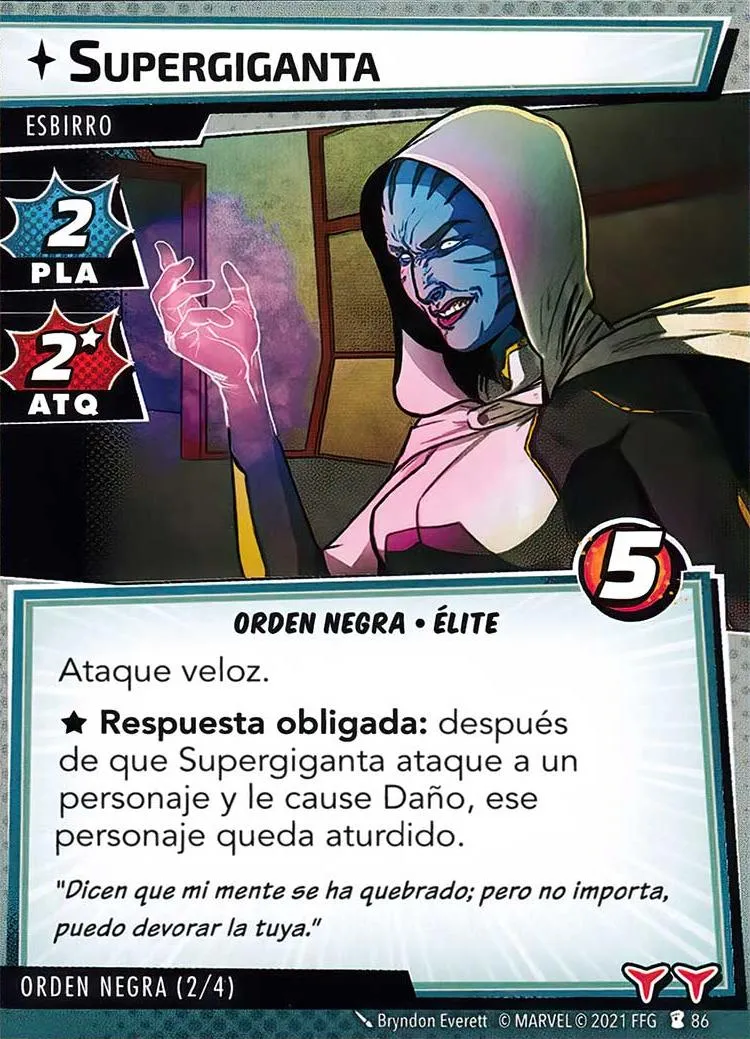 SUPERGIGANTA
ESBIRRO
2
PLA
2★
ATQ
5
ORDEN NEGRA • ÉLITE
Ataque veloz.
★ Respuesta obligada: después
de que Supergiganta ataque a un
personaje y le cause Daño, ese
personaje queda aturdido.
"Dicen que mi mente se ha quebrado; pero no importa,
puedo devorar la tuya."
ORDEN NEGRA (2/4)
Bryndon Everett © MARVEL © 2021 FFG 86